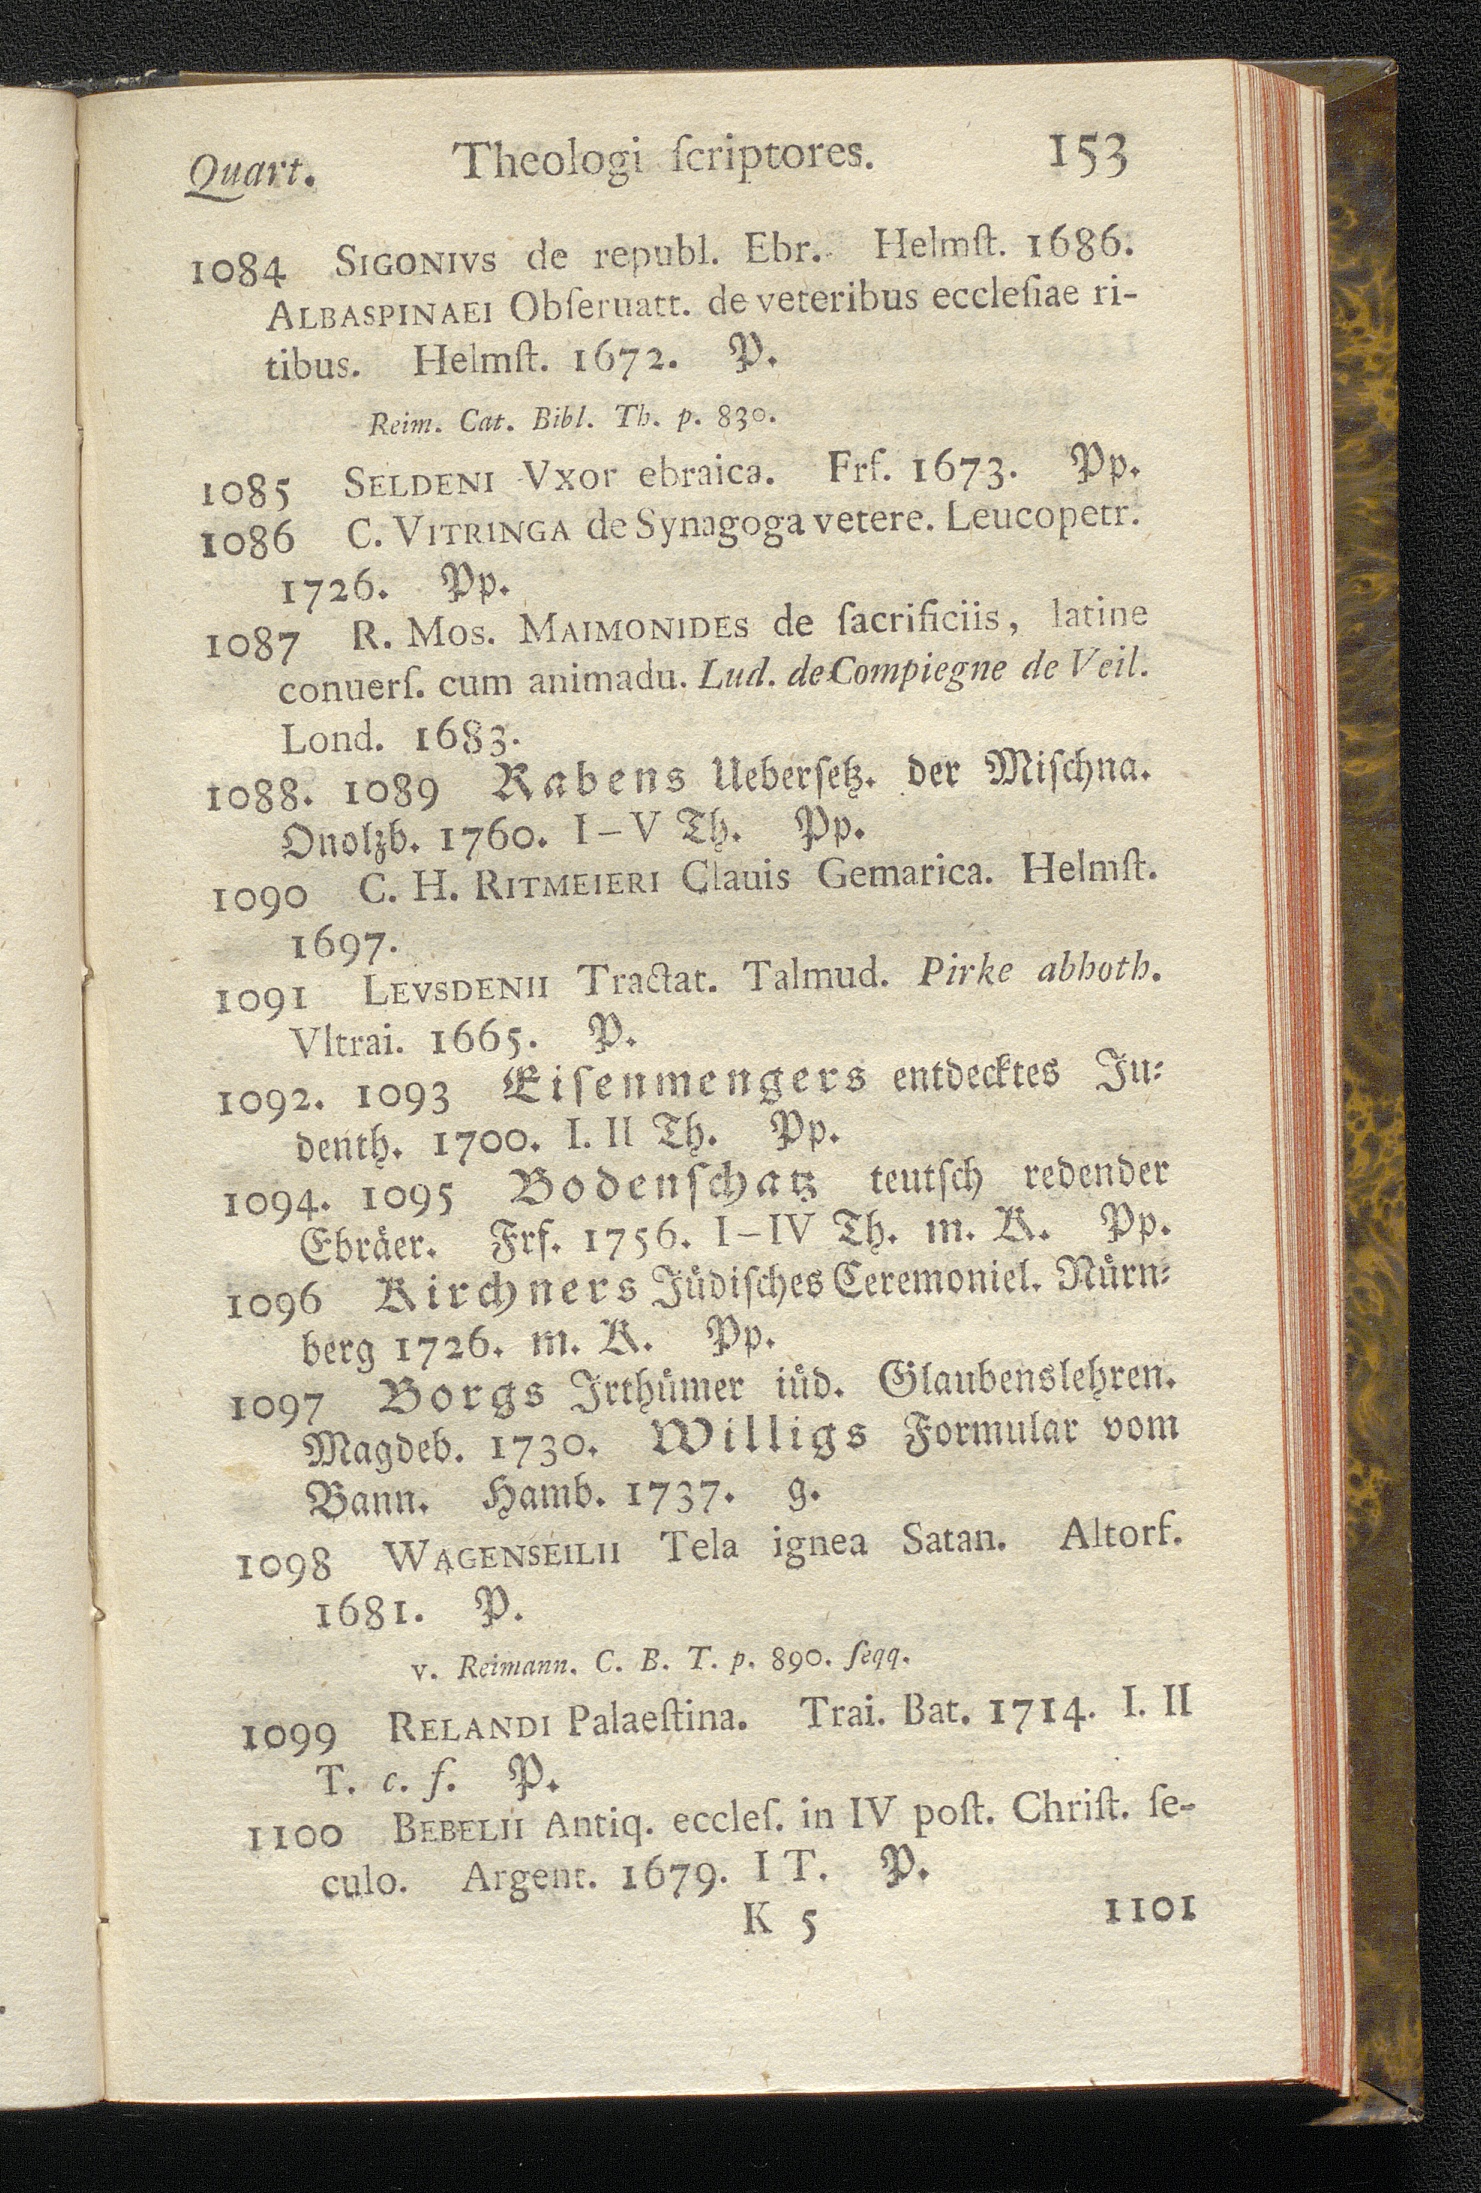 Quart. Theologi ſcriptores. 153
1084 SIGONIVS de republ. Ebr. Helmſt. 1686.
ALBASPINAEI Obſeruatt. de veteribus eccleſiae ri-
tibus. Helmſt. 1672. P.
Reim. Cat. Bibl. Th. p. 830.
1085 SELDENI Vxor ebraica. Frf. 1673. Pp.
1086 C. VITRINGA de Synagoga vetere. Leucopetr.
1726. Pp.
1087 R. Mos. MAIMONIDES de ſacrificiis, latine
conuerſ. cum animadu. Lud. de Compiegne de Veil.
Lond. 1683.
1088. 1089 Rabens Ueberſetz. der Miſchna.
Onolzb. 1760. I–V Th. Pp.
1090 C. H. RITMEIERI Clauis Gemarica. Helmſt.
1697.
1091 LEVSDENII Tractat. Talmud. Pirke abhoth.
Vltrai. 1665. P.
1092. 1093 Eiſenmengers entdecktes Ju-
denth. 1700. I. II Th. Pp.
1094. 1095 Bodenſchatz teutſch redender
Ebräer. Frf. 1756. I–IV Th. m. K. Pp.
1096 Kirchners Jüdiſches Ceremoniel. Nürn-
berg 1726. m. K. Pp.
1097 Borgs Irthümer iüd. Glaubenslehren.
Magdeb. 1730. Willigs Formular vom
Bann. Hamb. 1737. g.
1098 WAGENSEILII Tela ignea Satan. Altorf.
1681. P.
v. Reimann. C. B. T. p. 890. ſeqq.
1099 RELANDI Palaeſtina. Trai. Bat. 1714. I. II
T. c. f. P.
1100 BEBELII Antiq. eccleſ. in IV poſt. Chriſt. ſe-
culo. Argent. 1679. I T. P.
K 5 1101